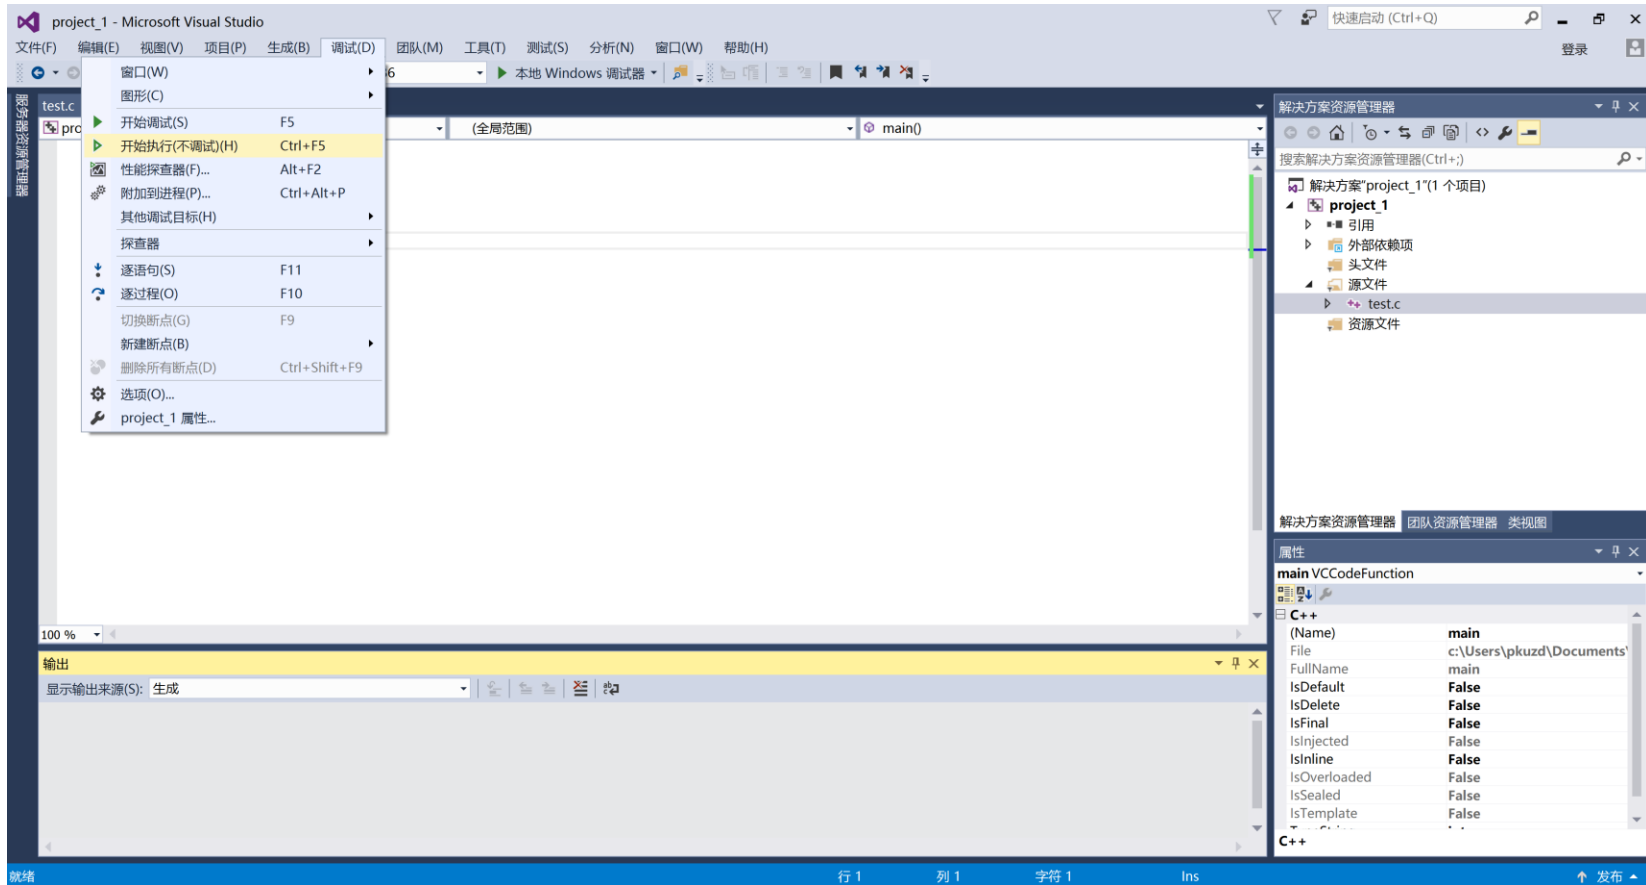 project_1 - Microsoft Visual Studio
快速启动 (Ctrl+Q)
文件(F) 编辑(E) 视图(V) 项目(P) 生成(B) 调试(D) 团队(M) 工具(T) 测试(S) 分析(N) 窗口(W) 帮助(H)
登录
本地 Windows 调试器
窗口(W)
图形(C)
开始调试(S) F5
开始执行(不调试)(H) Ctrl+F5
性能探查器(F)... Alt+F2
附加到进程(P)... Ctrl+Alt+P
其他调试目标(H)
探查器
逐语句(S) F11
逐过程(O) F10
切换断点(G) F9
新建断点(B)
删除所有断点(D) Ctrl+Shift+F9
选项(O)...
project_1 属性...
服务器资源管理器
test.c
(全局范围)
main()
100 %
输出
显示输出来源(S): 生成
解决方案资源管理器
搜索解决方案资源管理器(Ctrl+;)
解决方案"project_1"(1 个项目)
project_1
引用
外部依赖项
头文件
源文件
test.c
资源文件
解决方案资源管理器 团队资源管理器 类视图
属性
main VCCodeFunction
C++
(Name) main
File c:\Users\pkuzd\Documents\
FullName main
IsDefault False
IsDelete False
IsFinal False
IsInjected False
IsInline False
IsOverloaded False
IsSealed False
IsTemplate False
C++
就绪 行 1 列 1 字符 1 Ins 发布